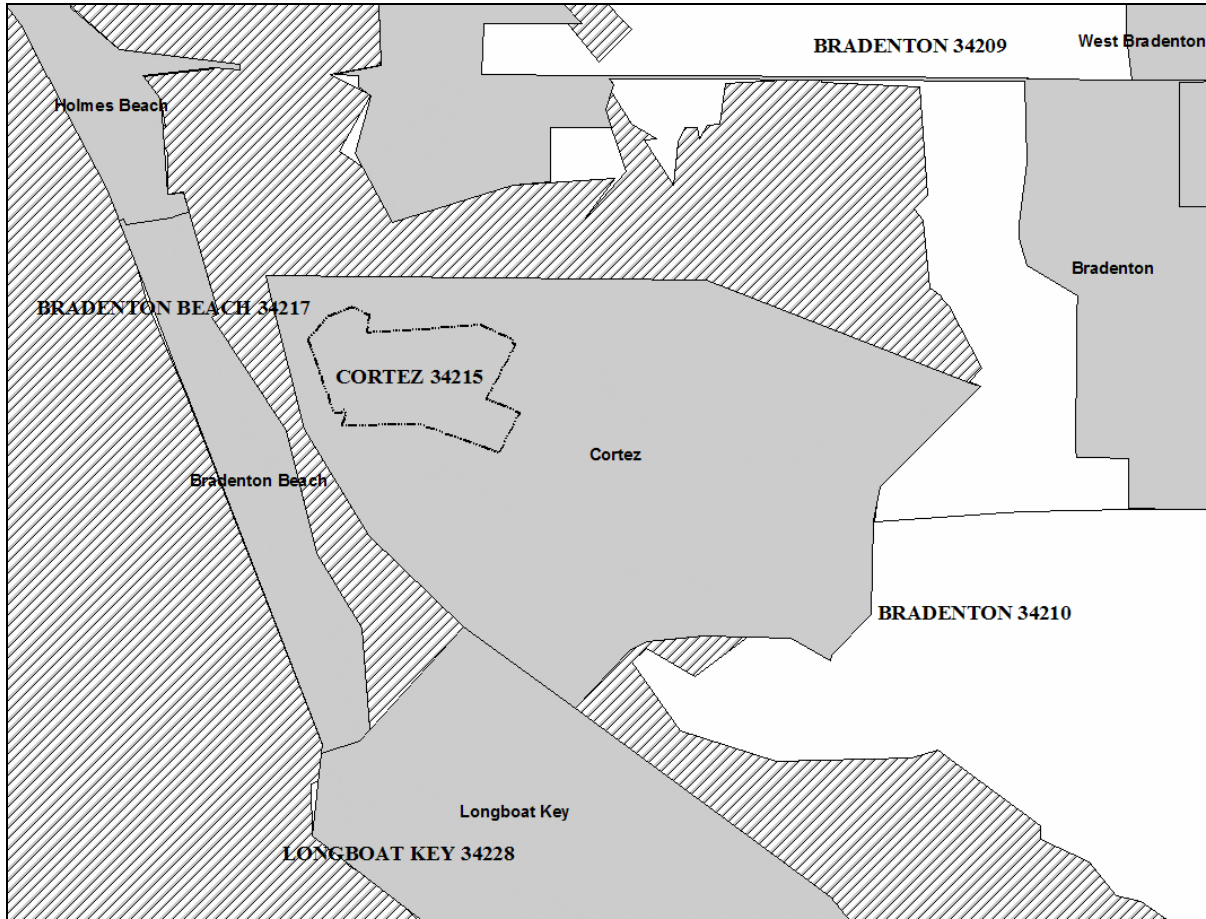 BRADENTON 34209
West Bradenton
Holmes Beach
Bradenton
BRADENTON BEACH 34217
CORTEZ 34215
Cortez
Bradenton Beach
BRADENTON 34210
Longboat Key
LONGBOAT KEY 34228